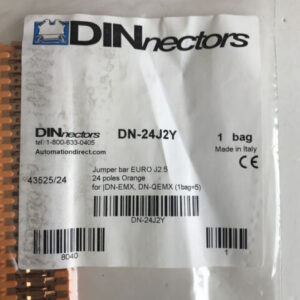 DINnectors
DINnectors
DN-24J2Y
1 bag
tel: 1-800-633-0405
Made in Italy
AutomationDirect.com
CE
43525/24
Jumper bar EURO J2.5
24 poles Orange
for |DN-EMX, DN-QEMX (1bag=5)
DN-24J2Y
8040
1